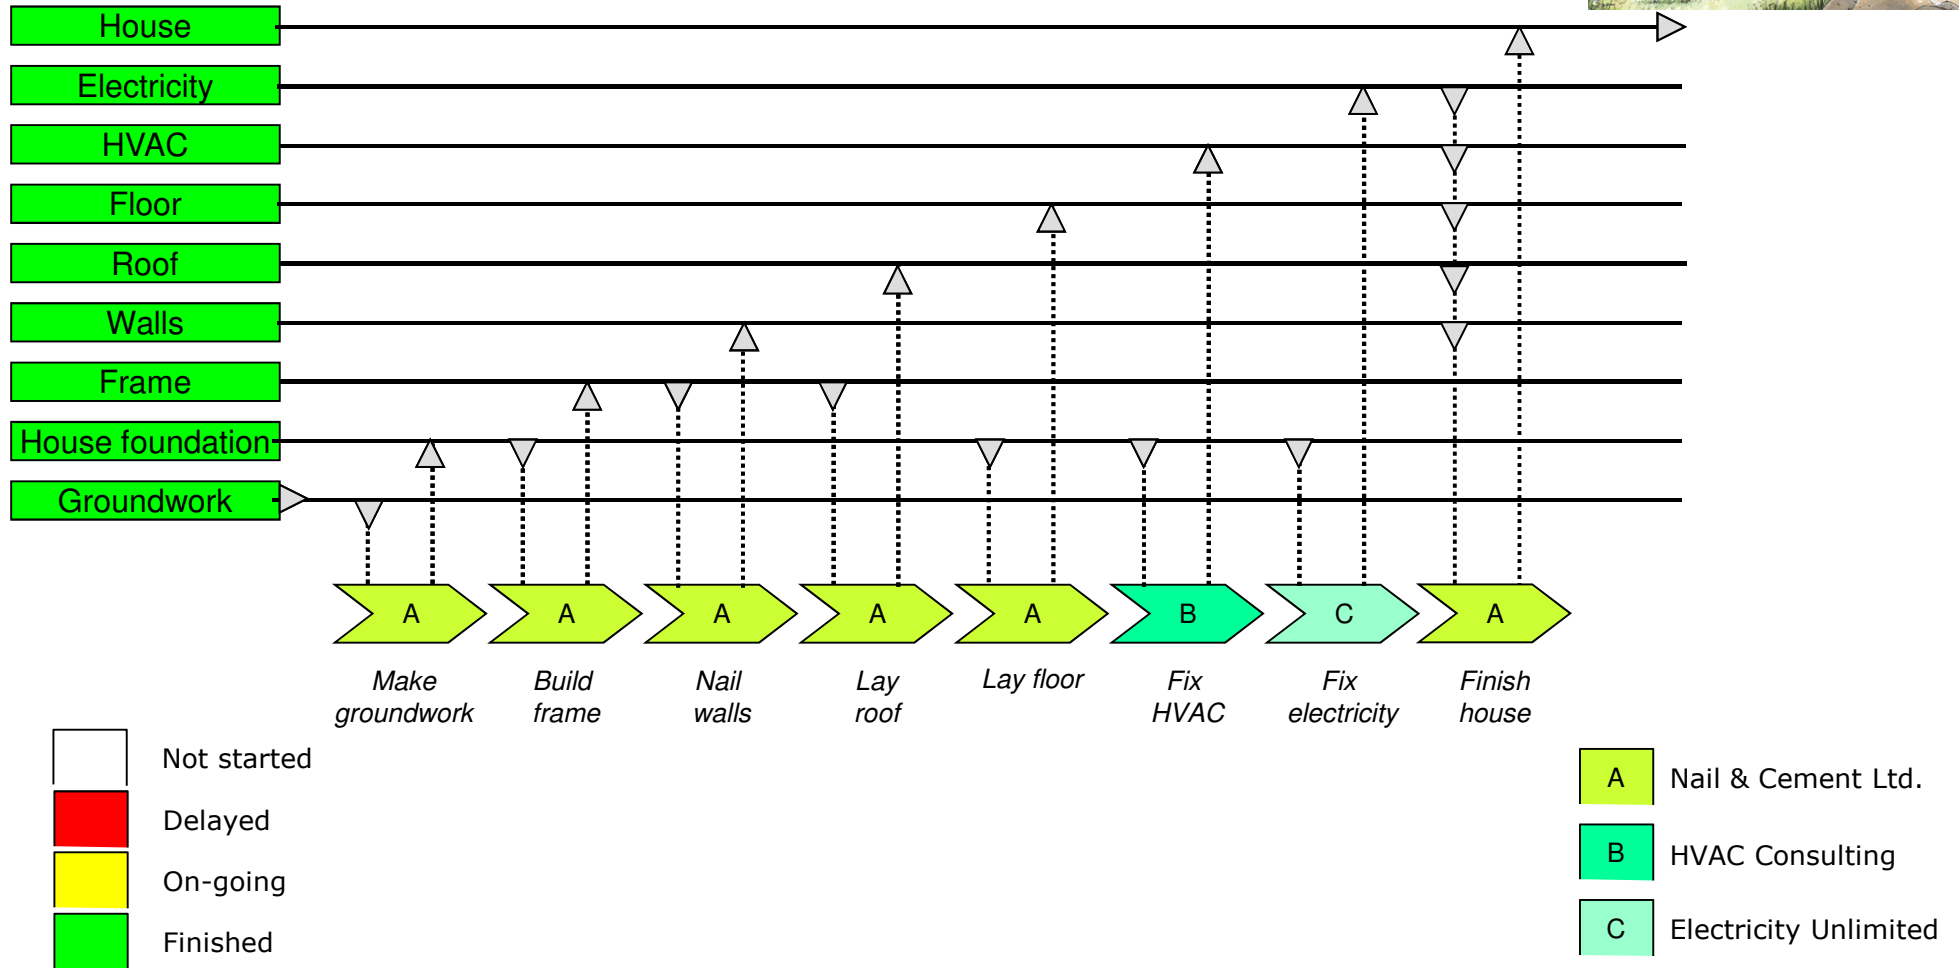 House
Electricity
HVAC
Floor
Roof
Walls
Frame
House foundation
Groundwork
A
A
A
A
A
B
C
A
Make
groundwork
Build
frame
Nail
walls
Lay
roof
Lay floor
Fix
HVAC
Fix
electricity
Finish
house
Not started
Delayed
On-going
Finished
A
Nail & Cement Ltd.
B
HVAC Consulting
C
Electricity Unlimited